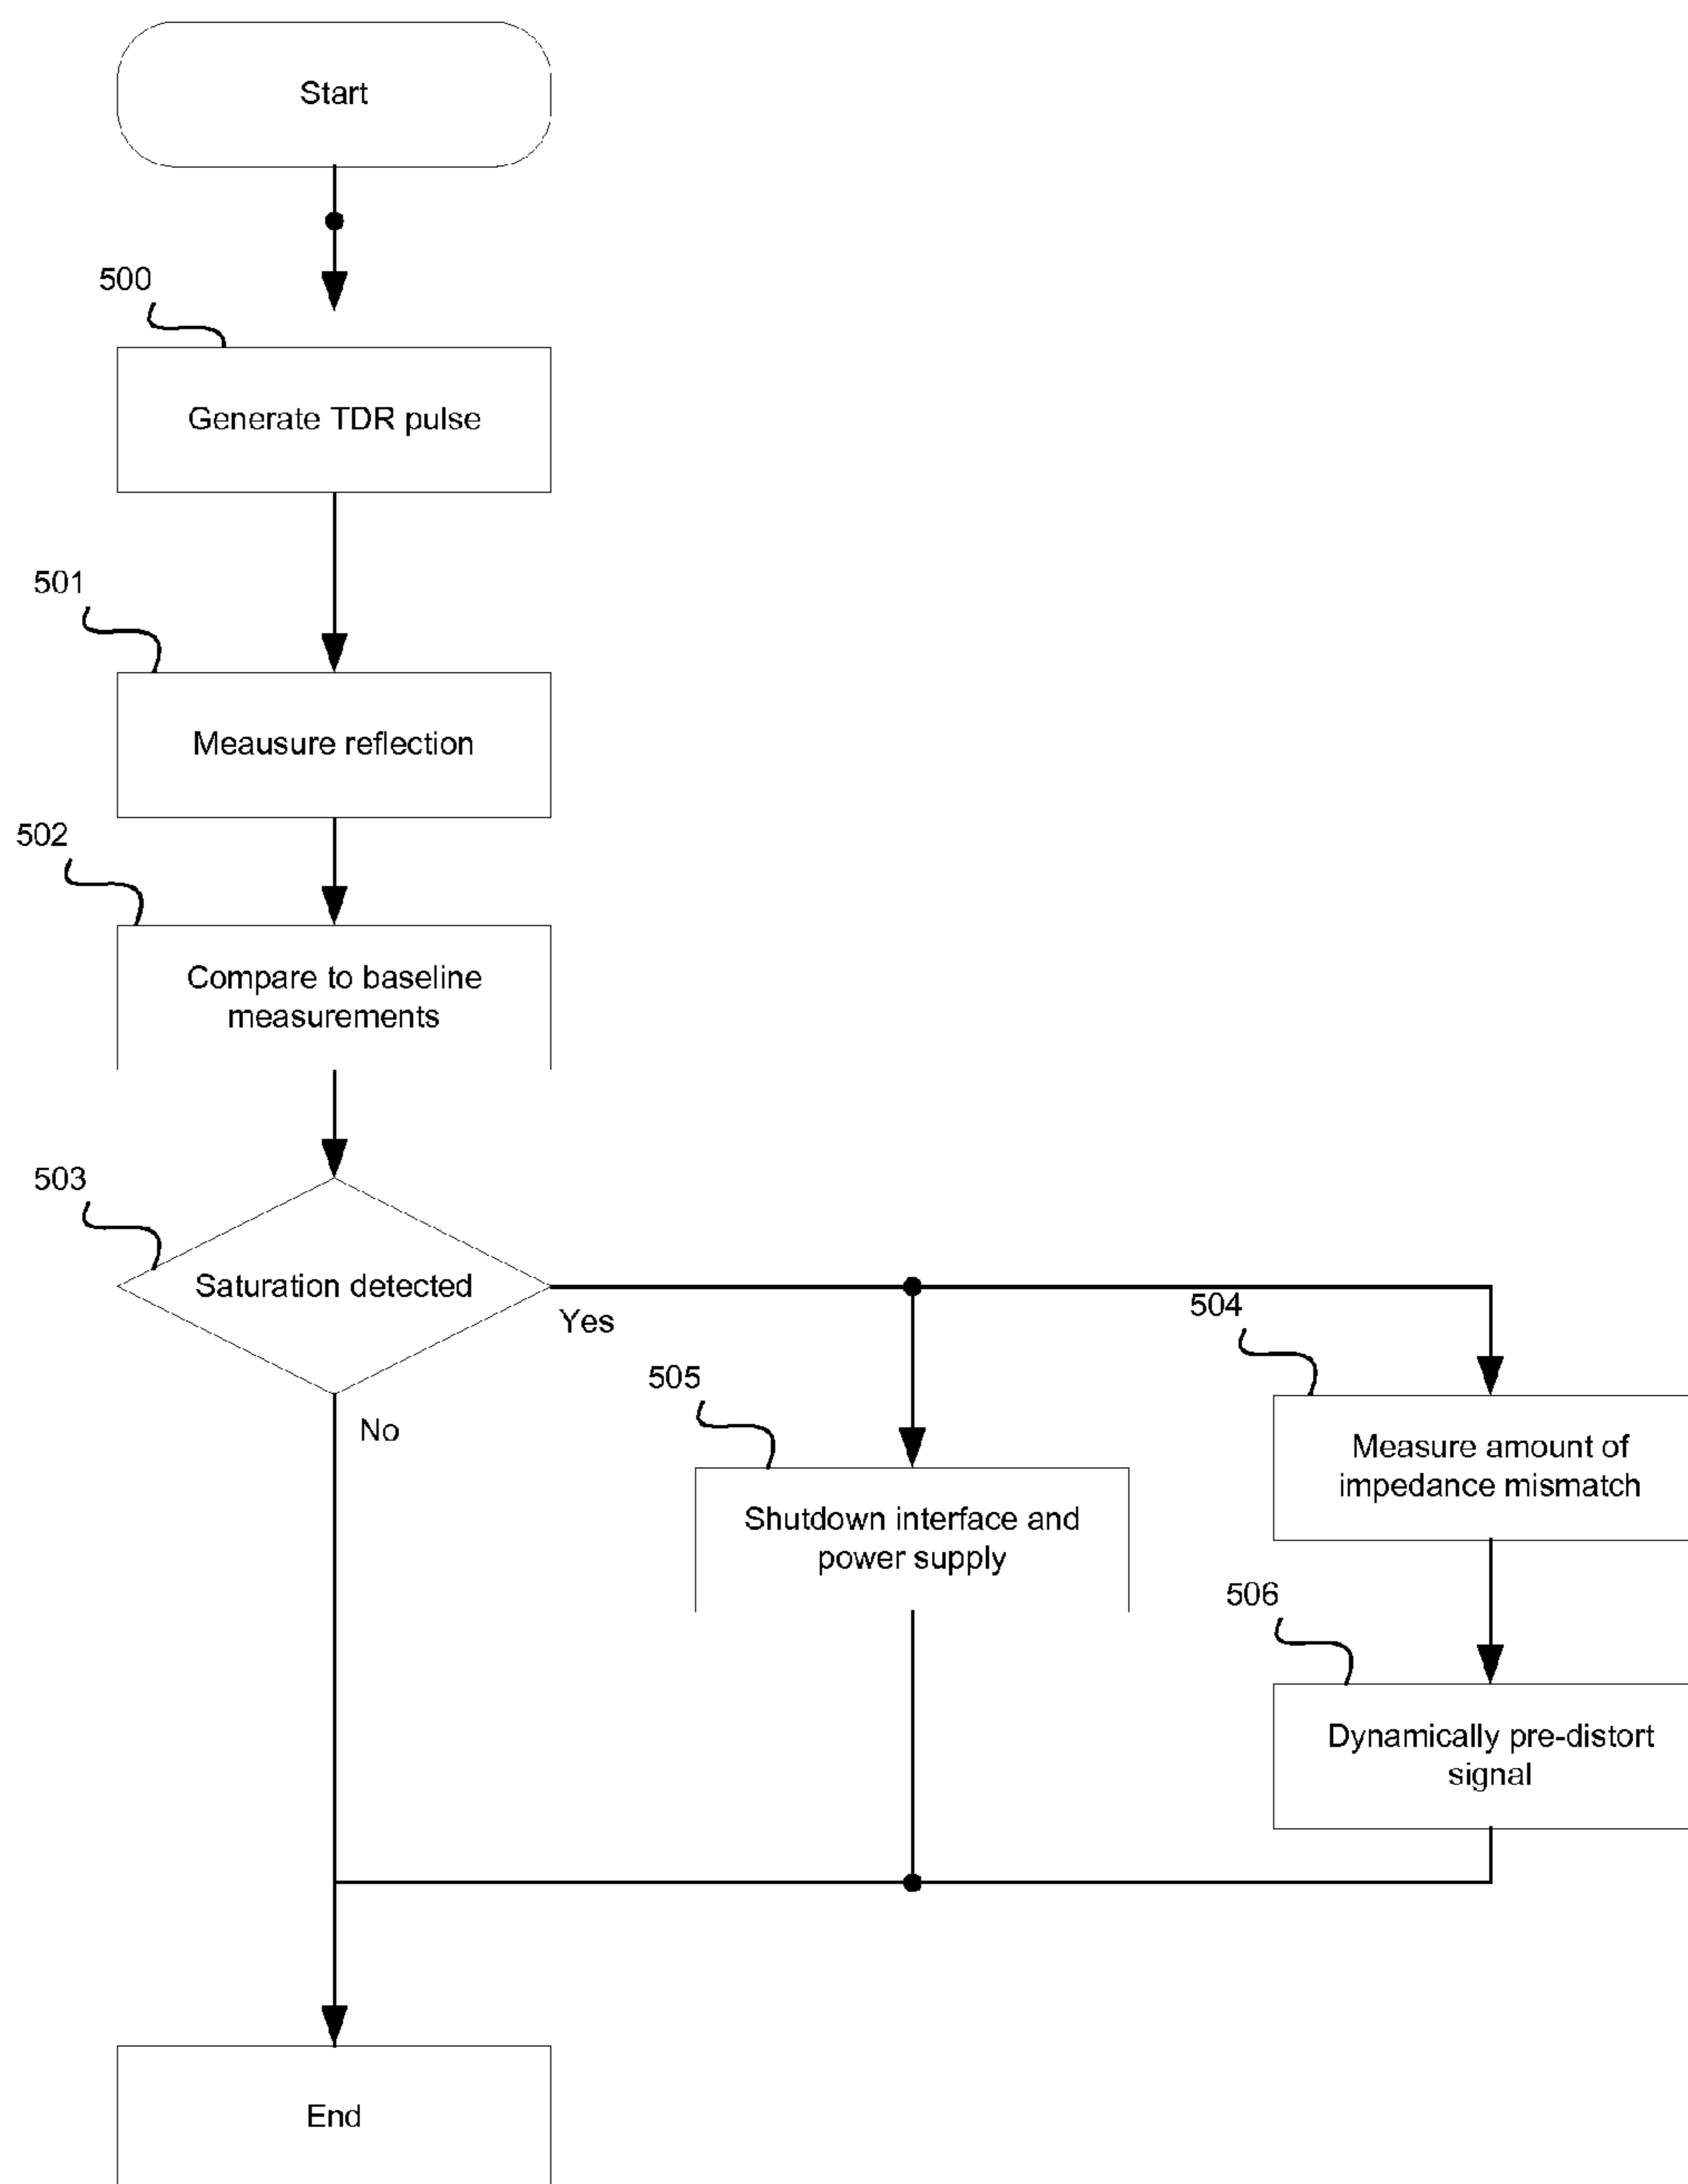 Start
500
Generate TDR pulse
501
Meausure reflection
502
Compare to baseline
measurements
503
Saturation detected
Yes
No
504
Measure amount of
impedance mismatch
505
Shutdown interface and
power supply
506
Dynamically pre-distort
signal
End